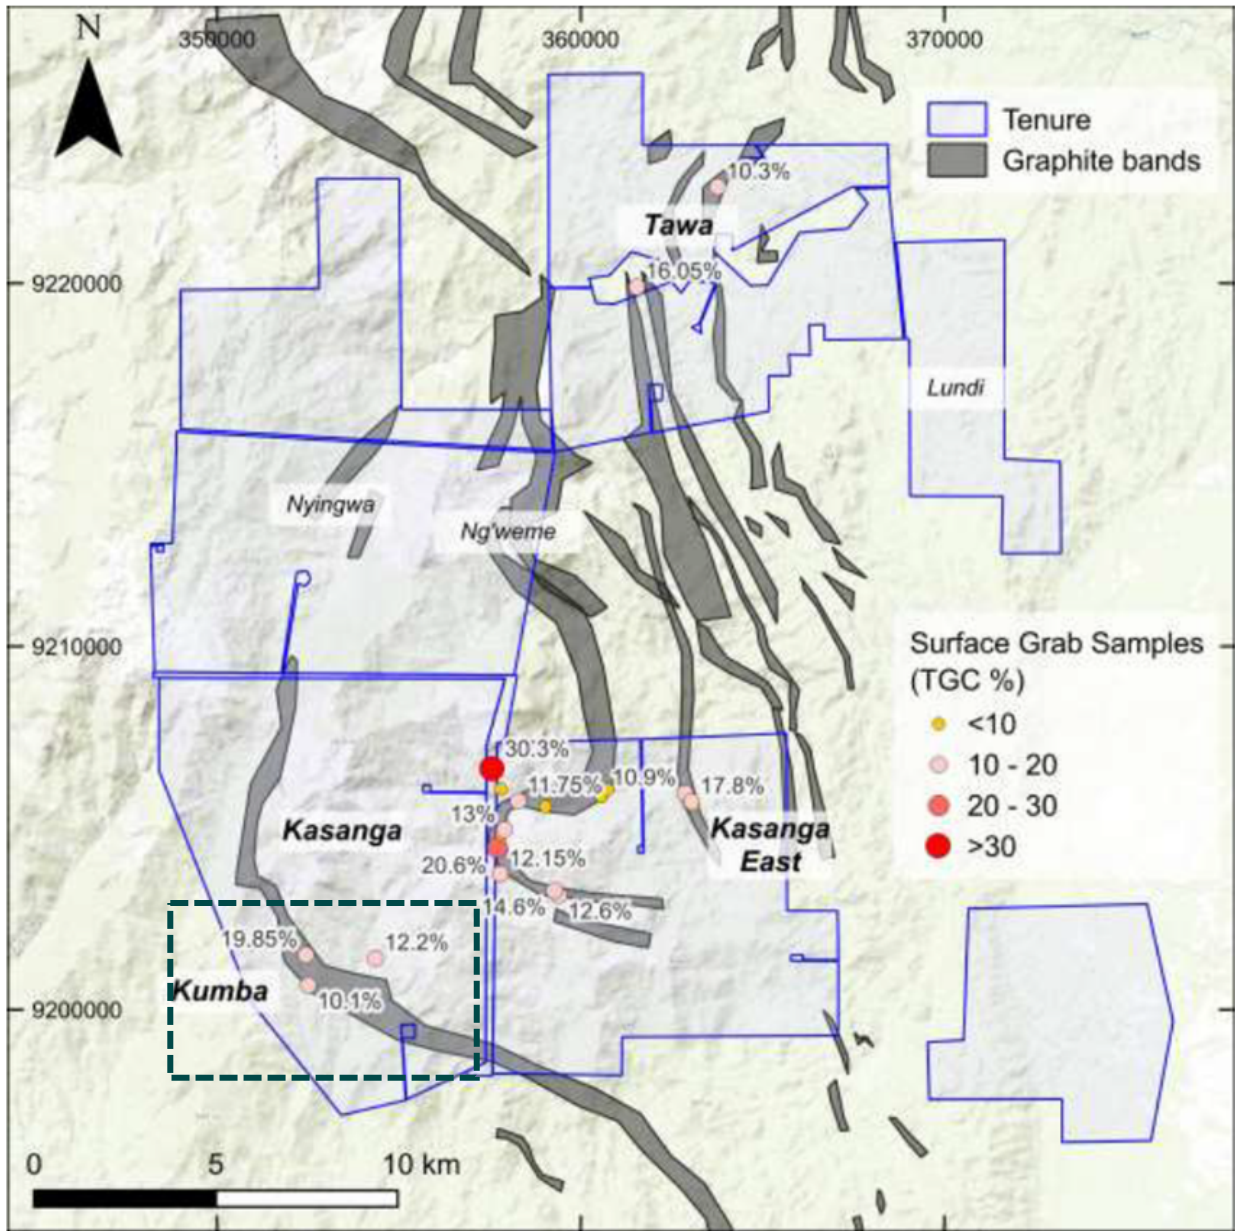 N
350000
360000
370000
Tenure
Graphite bands
10.3%
Tawa
16.05%
9220000
Lundi
Nyingwa
Ng'weme
9210000
Surface Grab Samples
(TGC %)
<10
10 - 20
20 - 30
>30
30.3%
11.75%
10.9%
17.8%
13%
Kasanga
Kasanga
East
20.6%
12.15%
14.6%
12.6%
19.85%
12.2%
Kumba
10.1%
9200000
0
5
10 km